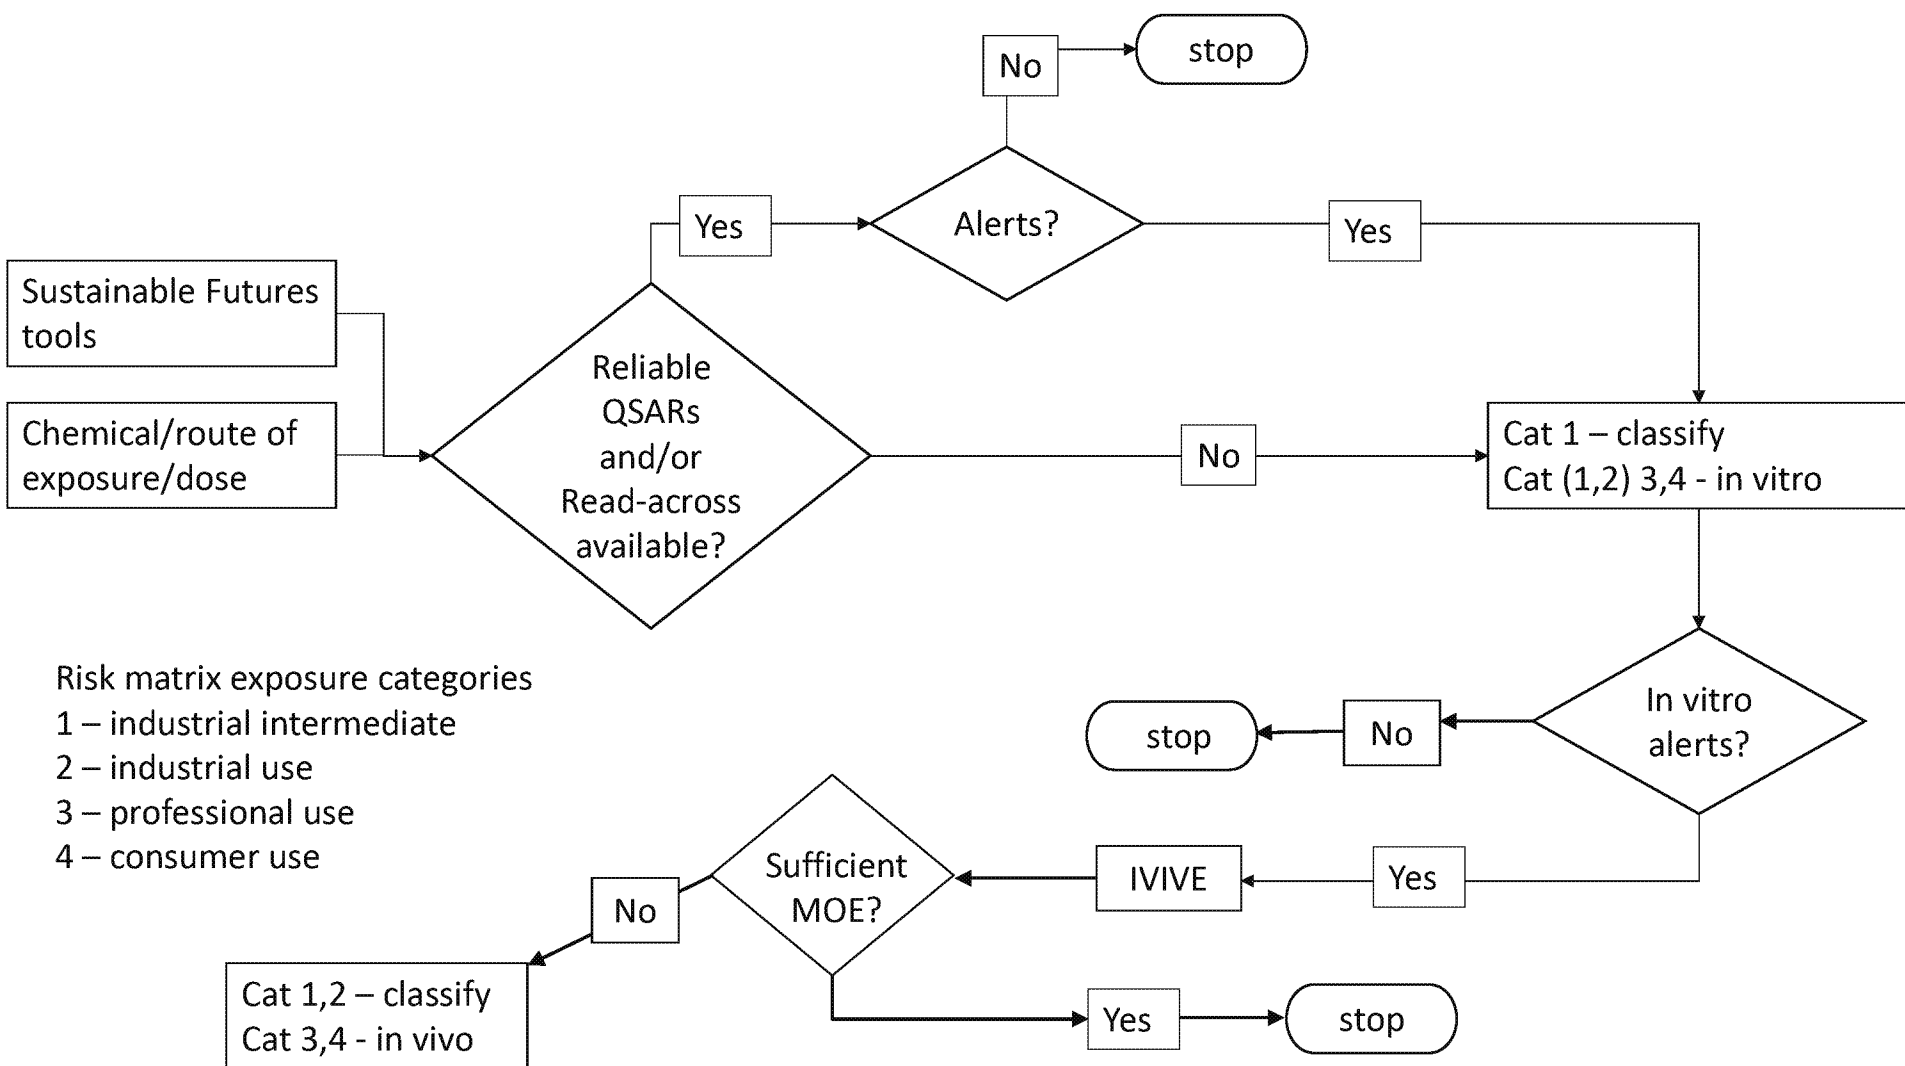 No
stop
Yes
Alerts?
Yes
Sustainable Futures
tools
Chemical/route of
exposure/dose
Reliable
QSARs
and/or
Read-across
available?
No
Cat 1 – classify
Cat (1,2) 3,4 - in vitro
Risk matrix exposure categories
1 – industrial intermediate
2 – industrial use
3 – professional use
4 – consumer use
In vitro
alerts?
No
stop
Yes
IVIVE
Sufficient
MOE?
No
Cat 1,2 – classify
Cat 3,4 - in vivo
Yes
stop